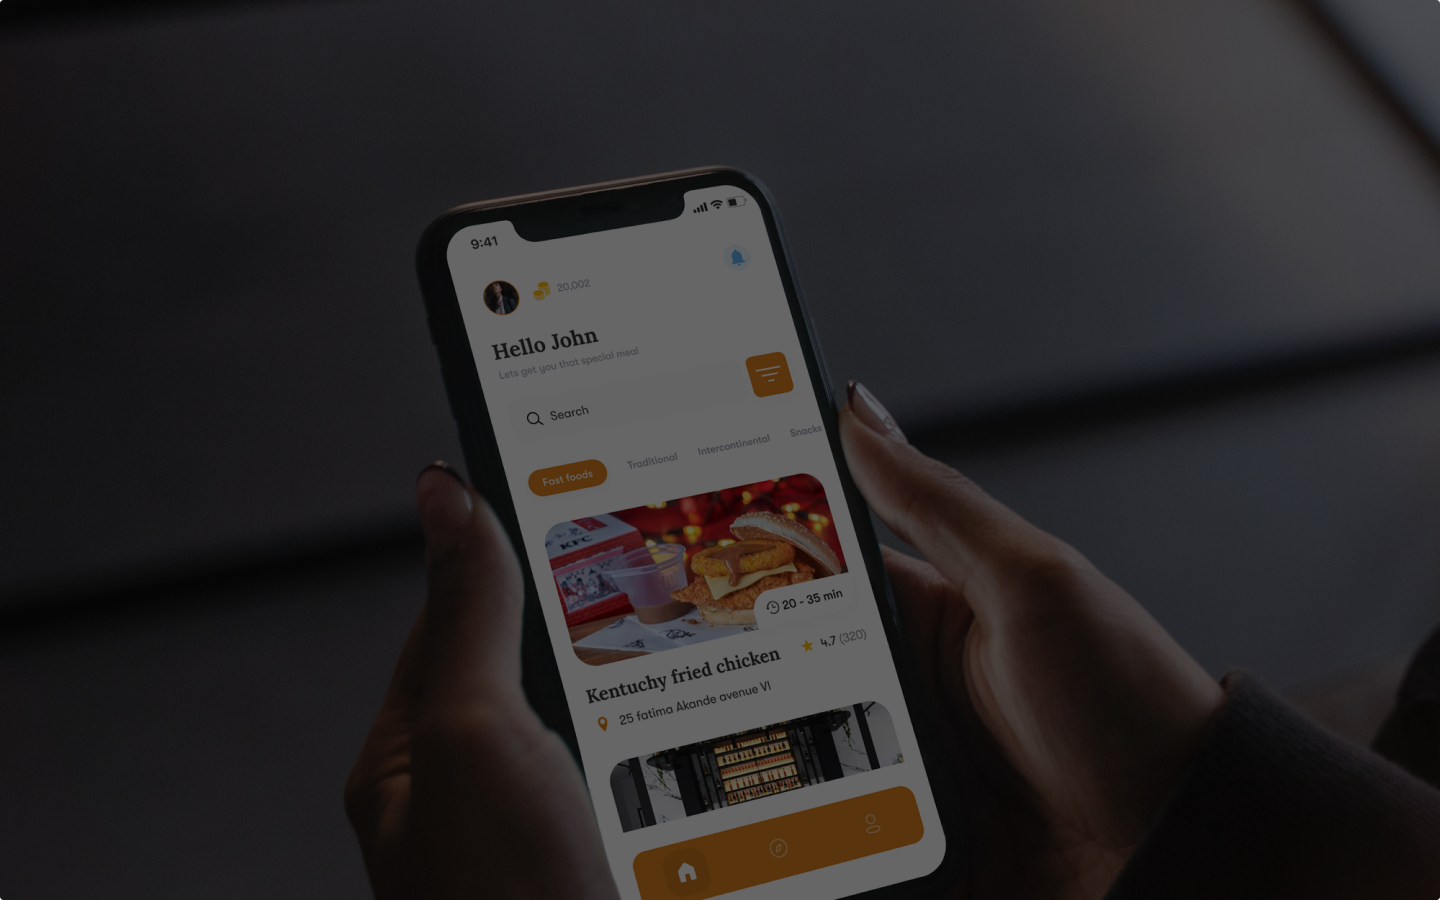 9:41
20,002
Hello John
Lets get you that special meal
Search
Fast foods Traditional Intercontinental Snacks
KFC
20 - 35 min
Kentuchy fried chicken 4.7 (320)
25 fatima Akande avenue VI